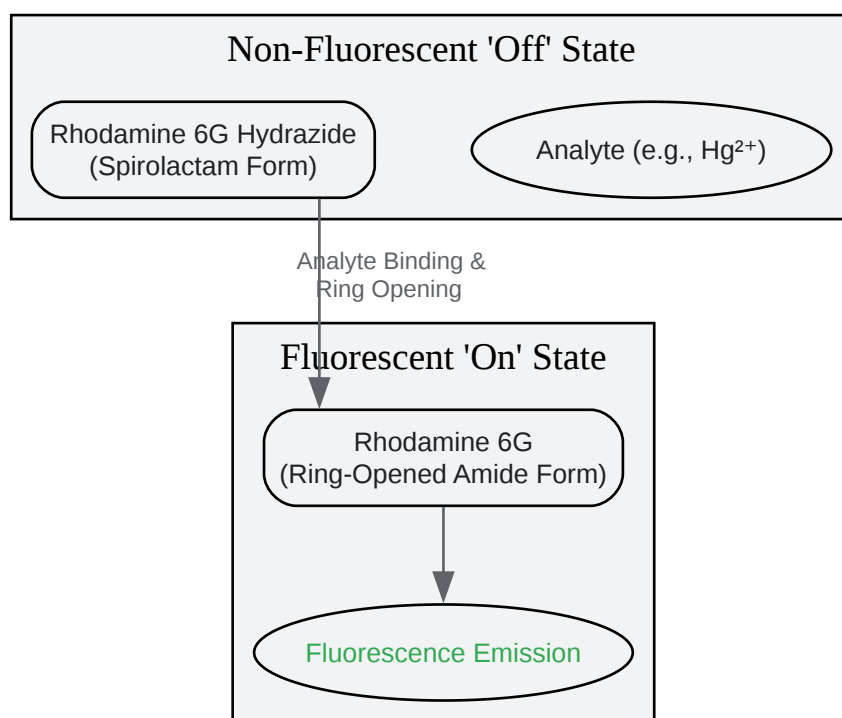 Non-Fluorescent 'Off' State
Rhodamine 6G Hydrazide
(Spirolactam Form)
Analyte (e.g., Hg²⁺)
Analyte Binding &
Ring Opening
Fluorescent 'On' State
Rhodamine 6G
(Ring-Opened Amide Form)
Fluorescence Emission